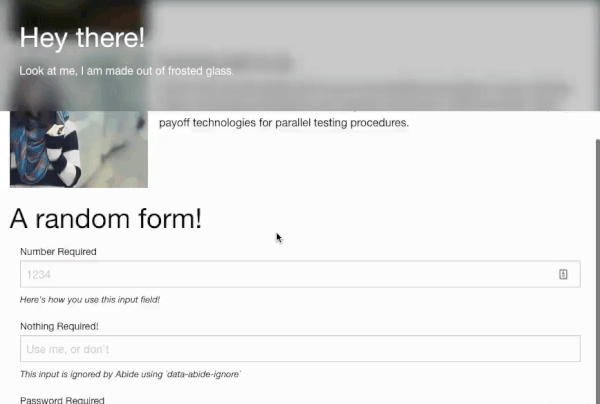 Hey there!
Look at me, I am made out of frosted glass.
payoff technologies for parallel testing procedures.
A random form!
Number Required
1234
Here's how you use this input field!
Nothing Required!
Use me, or don't
This input is ignored by Abide using `data-abide-ignore`
Password Required